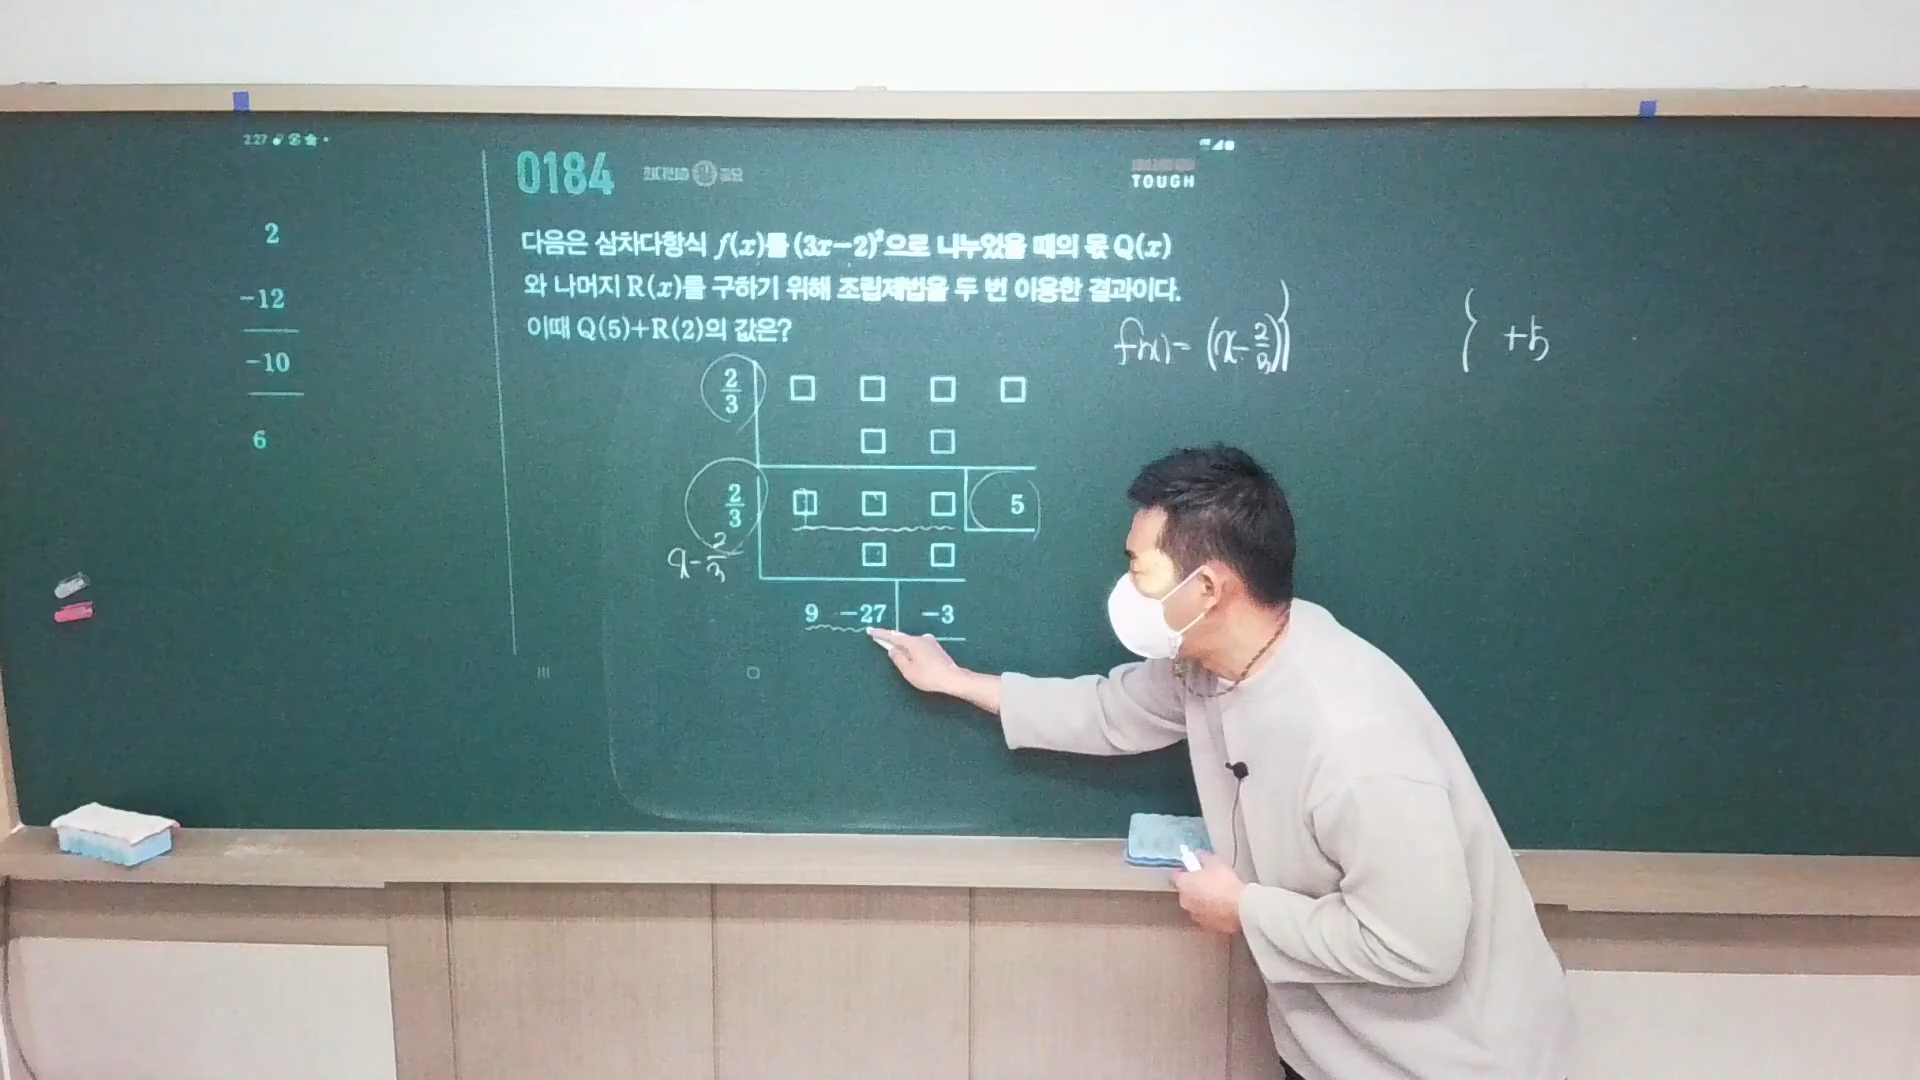 2:27
2
-12
-10
6
0184
TOUGH
다음은 삼차다항식 f(x)를 (3x-2)²으로 나누었을 때의 몫 Q(x)
와 나머지 R(x)를 구하기 위해 조립제법을 두 번 이용한 결과이다.
이때 Q(5)+R(2)의 값은?
f(x)= (x-2/3){ } +5
2/3 □ □ □ □
□ □
2/3 □ □ □ 5
x-2/3
□ □
9 -27 -3